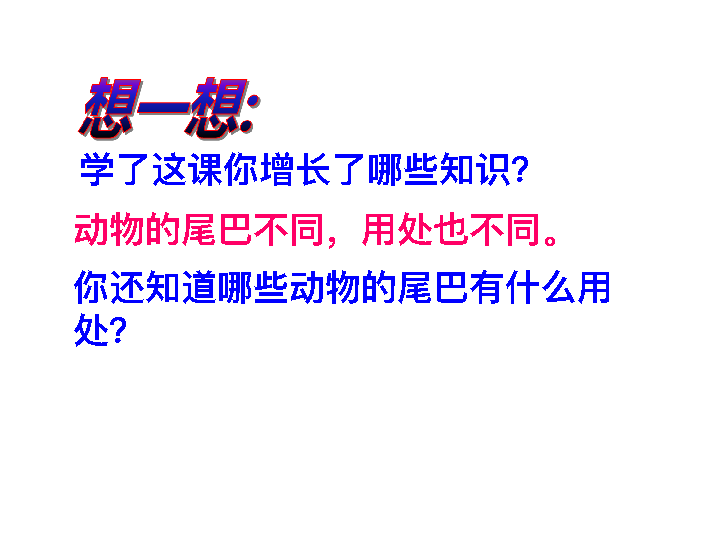 想一想:
学了这课你增长了哪些知识?
动物的尾巴不同，用处也不同。
你还知道哪些动物的尾巴有什么用
处?